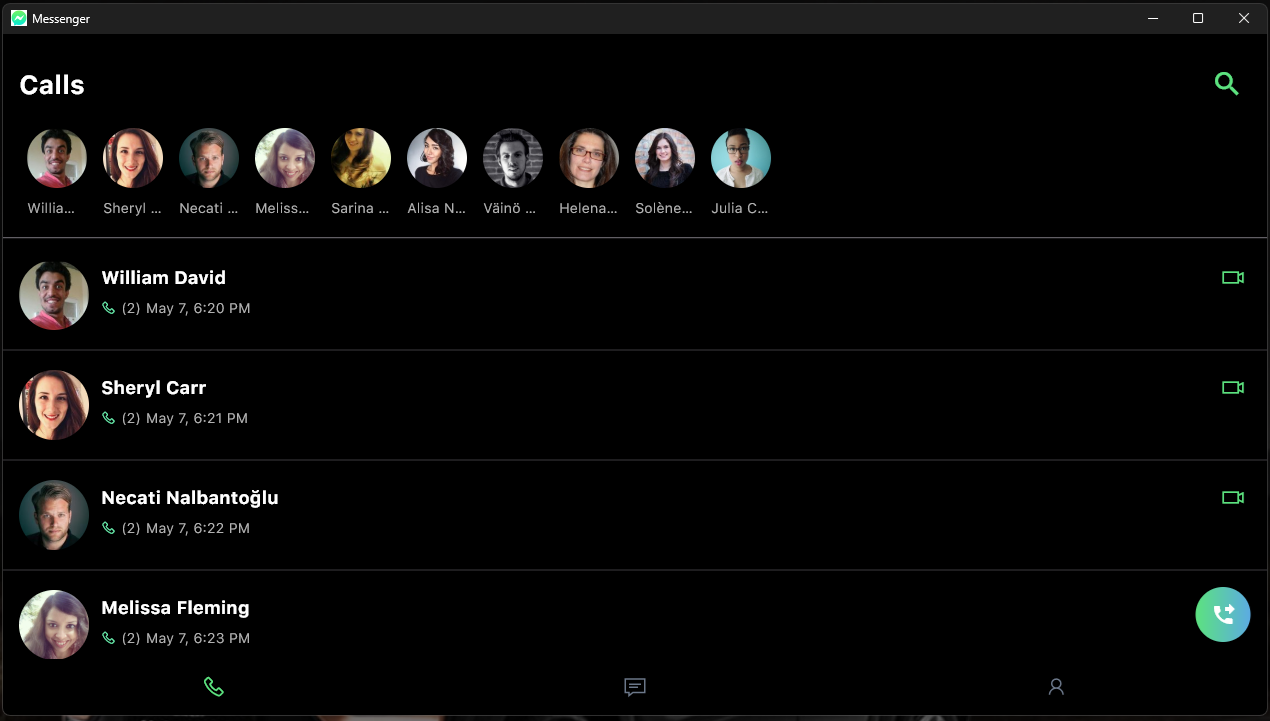 Messenger
Calls
Willia...
Sheryl ...
Necati ...
Meliss...
Sarina ...
Alisa N...
Väinö ...
Helena...
Solène...
Julia C...
William David
(2) May 7, 6:20 PM
Sheryl Carr
(2) May 7, 6:21 PM
Necati Nalbantoğlu
(2) May 7, 6:22 PM
Melissa Fleming
(2) May 7, 6:23 PM